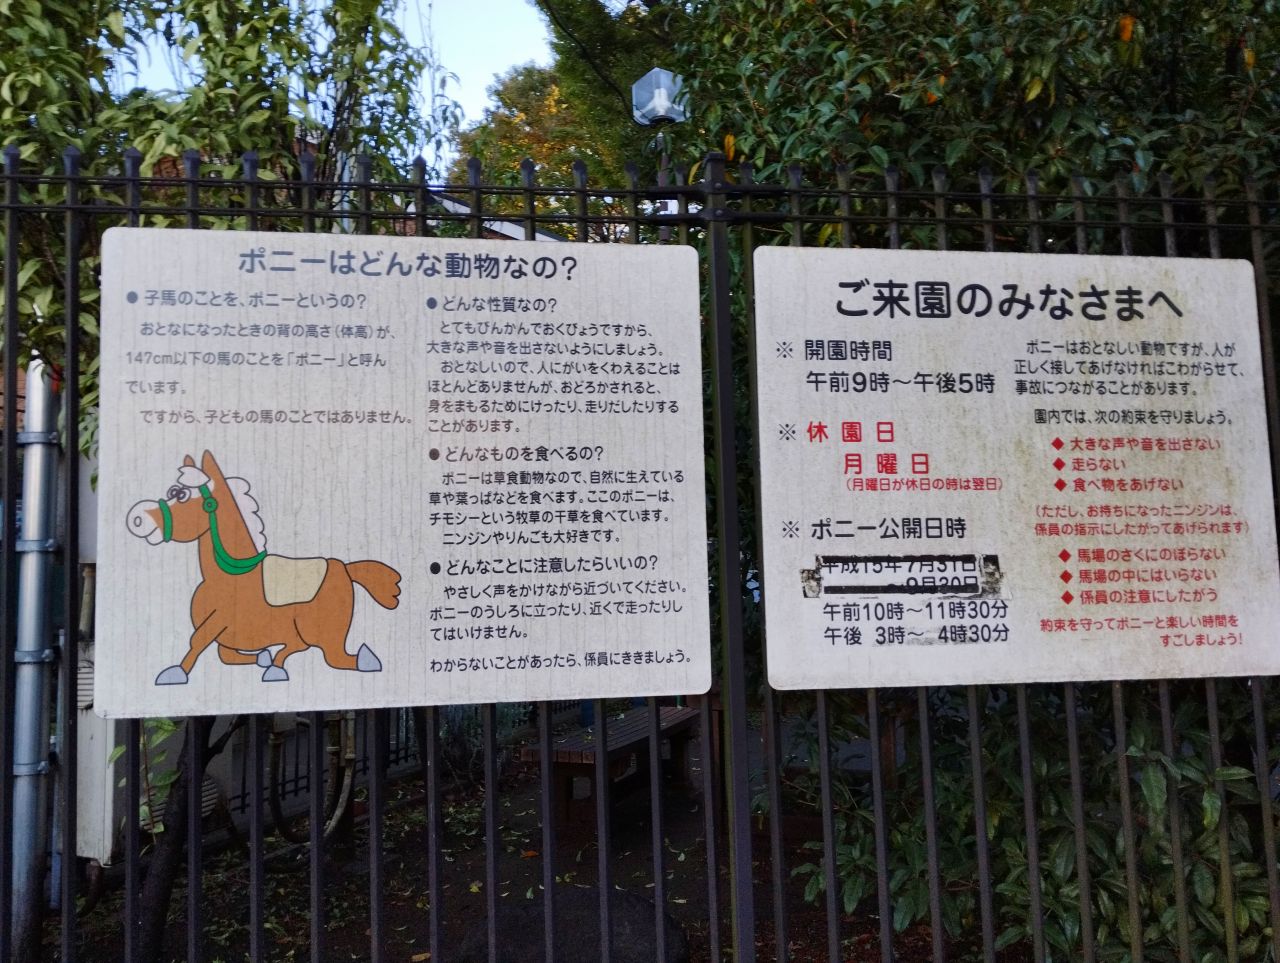 ポニーはどんな動物なの?
● 子馬のことを、ポニーというの?
おとなになったときの背の高さ(体高)が、
147cm以下の馬のことを「ポニー」と呼ん
でいます。
ですから、子どもの馬のことではありません。
● どんな性質なの?
とてもびんかんでおくびょうですから、
大きな声や音を出さないようにしましょう。
おとなしいので、人にがいをくわえることは
ほとんどありませんが、おどろかされると、
身をまもるためにけったり、走りだしたりする
ことがあります。
● どんなものを食べるの?
ポニーは草食動物なので、自然に生えている
草や葉っぱなどを食べます。ここのポニーは、
チモシーという牧草の干草を食べています。
ニンジンやりんごも大好きです。
● どんなことに注意したらいいの?
やさしく声をかけながら近づいてください。
ポニーのうしろに立ったり、近くで走ったりし
てはいけません。
わからないことがあったら、係員にききましょう。
ご来園のみなさまへ
※ 開園時間
午前9時~午後5時
※ 休園日
月曜日
(月曜日が休日の時は翌日)
※ ポニー公開日時
平成15年7月31日
~9月30日
午前10時~11時30分
午後 3時~ 4時30分
ポニーはおとなしい動物ですが、人が
正しく接してあげなければこわがらせて、
事故につながることがあります。
園内では、次の約束を守りましょう。
◆ 大きな声や音を出さない
◆ 走らない
◆ 食べ物をあげない
(ただし、お持ちになったニンジンは、
係員の指示にしたがってあげられます)
◆ 馬場のさくにのぼらない
◆ 馬場の中にはいらない
◆ 係員の注意にしたがう
約束を守ってポニーと楽しい時間を
すごしましょう!